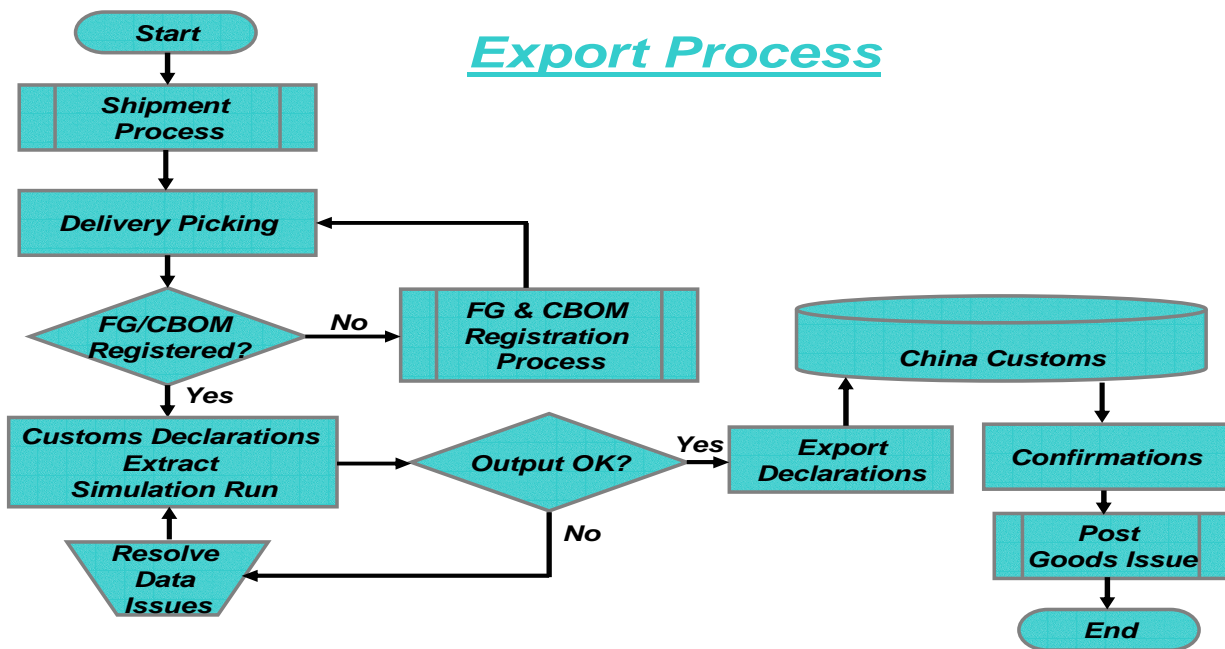 Start
Export Process
Shipment
Process
Delivery Picking
FG/CBOM
Registered?
No
FG & CBOM
Registration
Process
China Customs
Yes
Customs Declarations
Extract
Simulation Run
Output OK?
Yes
Export
Declarations
Confirmations
No
Resolve
Data
Issues
Post
Goods Issue
End